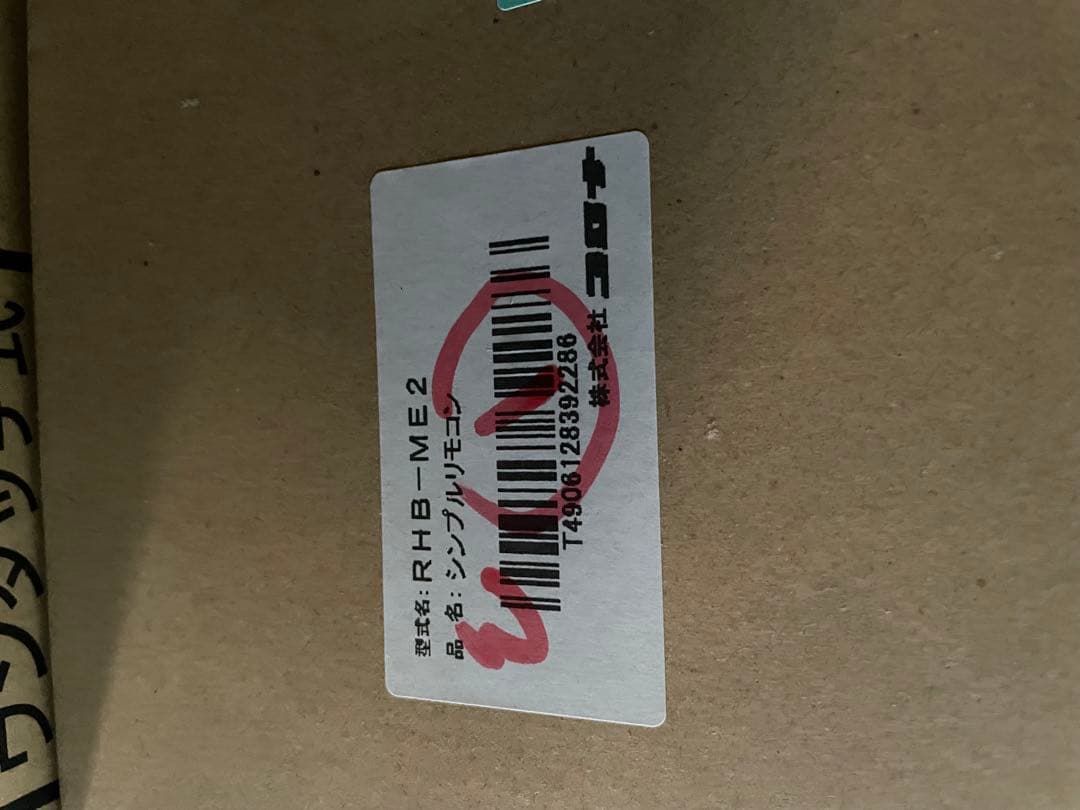 型式名:RHB-ME2
品 名:シンプルリモコン
T4906128392286
株式会社 コロナ